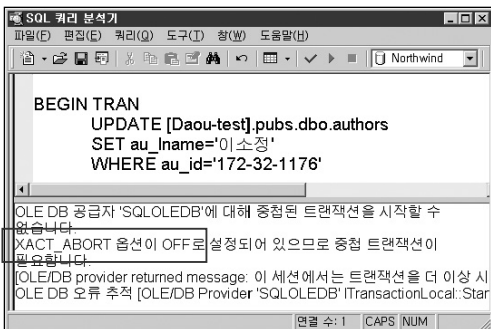 SQL 쿼리 분석기
파일(F) 편집(E) 쿼리(Q) 도구(T) 창(W) 도움말(H)
Northwind
BEGIN TRAN
UPDATE [Daou-test].pubs.dbo.authors
SET au_lname='이소정'
WHERE au_id='172-32-1176'
OLE DB 공급자 'SQLOLEDB'에 대해 중첩된 트랜잭션을 시작할 수
없습니다.
XACT_ABORT 옵션이 OFF로 설정되어 있으므로 중첩 트랜잭션이
필요합니다.
[OLE/DB provider returned message: 이 세션에서는 트랜잭션을 더 이상 시
OLE DB 오류 추적 [OLE/DB Provider 'SQLOLEDB' ITransactionLocal::Star
연결 수: 1 CAPS NUM